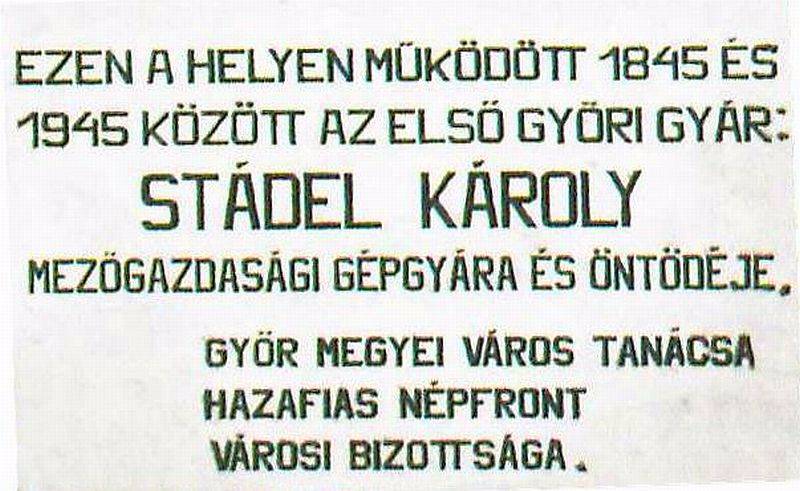 EZEN A HELYEN MŰKÖDÖTT 1845 ÉS
1945 KÖZÖTT AZ ELSŐ GYŐRI GYÁR:
STÁDEL KÁROLY
MEZŐGAZDASÁGI GÉPGYÁRA ÉS ÖNTÖDÉJE.
GYŐR MEGYEI VÁROS TANÁCSA
HAZAFIAS NÉPFRONT
VÁROSI BIZOTTSÁGA.